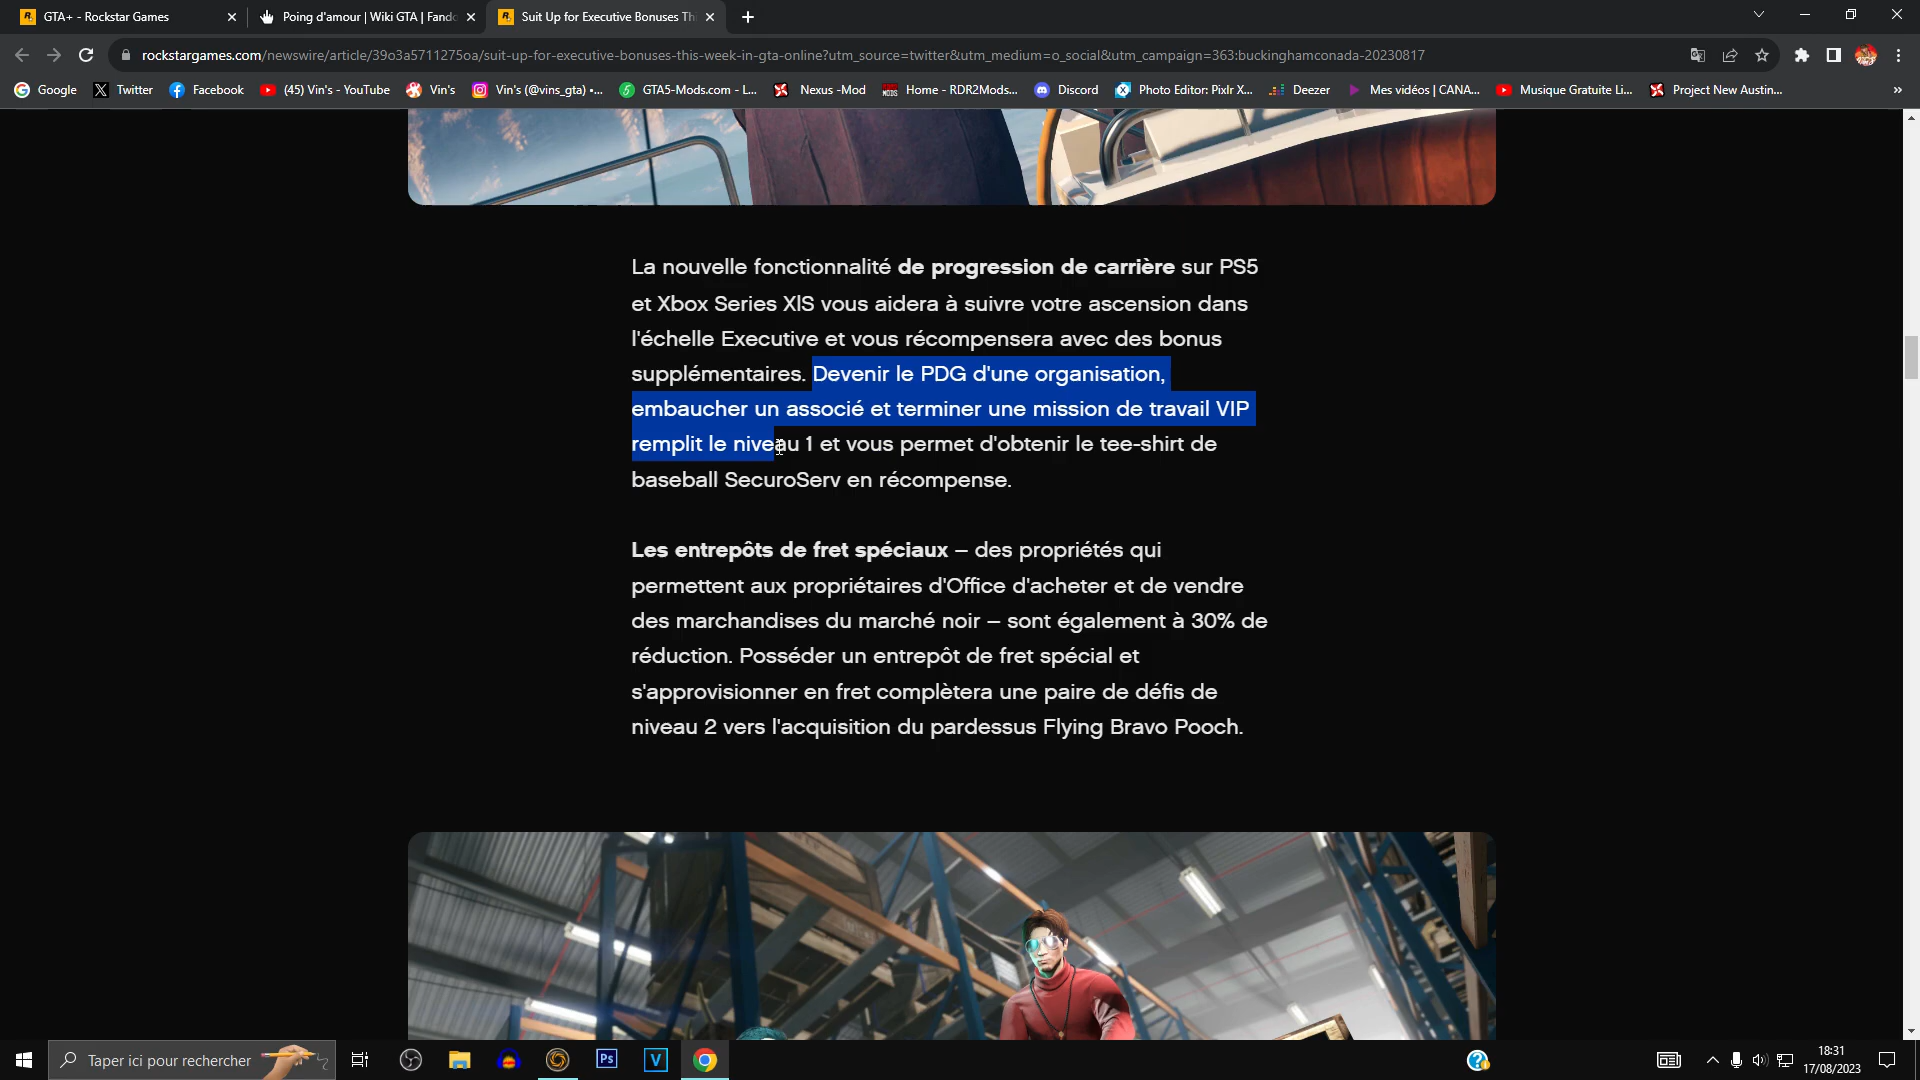 GTA+ - Rockstar Games
Poing d'amour | Wiki GTA | Fando
Suit Up for Executive Bonuses Thi
rockstargames.com/newswire/article/39o3a5711275oa/suit-up-for-executive-bonuses-this-week-in-gta-online?utm_source=twitter&utm_medium=o_social&utm_campaign=363:buckinghamconada-20230817
Google Twitter Facebook (45) Vin's - YouTube Vin's Vin's (@vins_gta) •... GTA5-Mods.com - L... Nexus -Mod Home - RDR2Mods... Discord Photo Editor: Pixlr X... Deezer Mes vidéos | CANA... Musique Gratuite Li... Project New Austin... »
La nouvelle fonctionnalité de progression de carrière sur PS5
et Xbox Series X|S vous aidera à suivre votre ascension dans
l'échelle Executive et vous récompensera avec des bonus
supplémentaires. Devenir le PDG d'une organisation,
embaucher un associé et terminer une mission de travail VIP
remplit le niveau 1 et vous permet d'obtenir le tee-shirt de
baseball SecuroServ en récompense.
Les entrepôts de fret spéciaux – des propriétés qui
permettent aux propriétaires d'Office d'acheter et de vendre
des marchandises du marché noir – sont également à 30% de
réduction. Posséder un entrepôt de fret spécial et
s'approvisionner en fret complètera une paire de défis de
niveau 2 vers l'acquisition du pardessus Flying Bravo Pooch.
Taper ici pour rechercher
Ps
V
18:31
17/08/2023